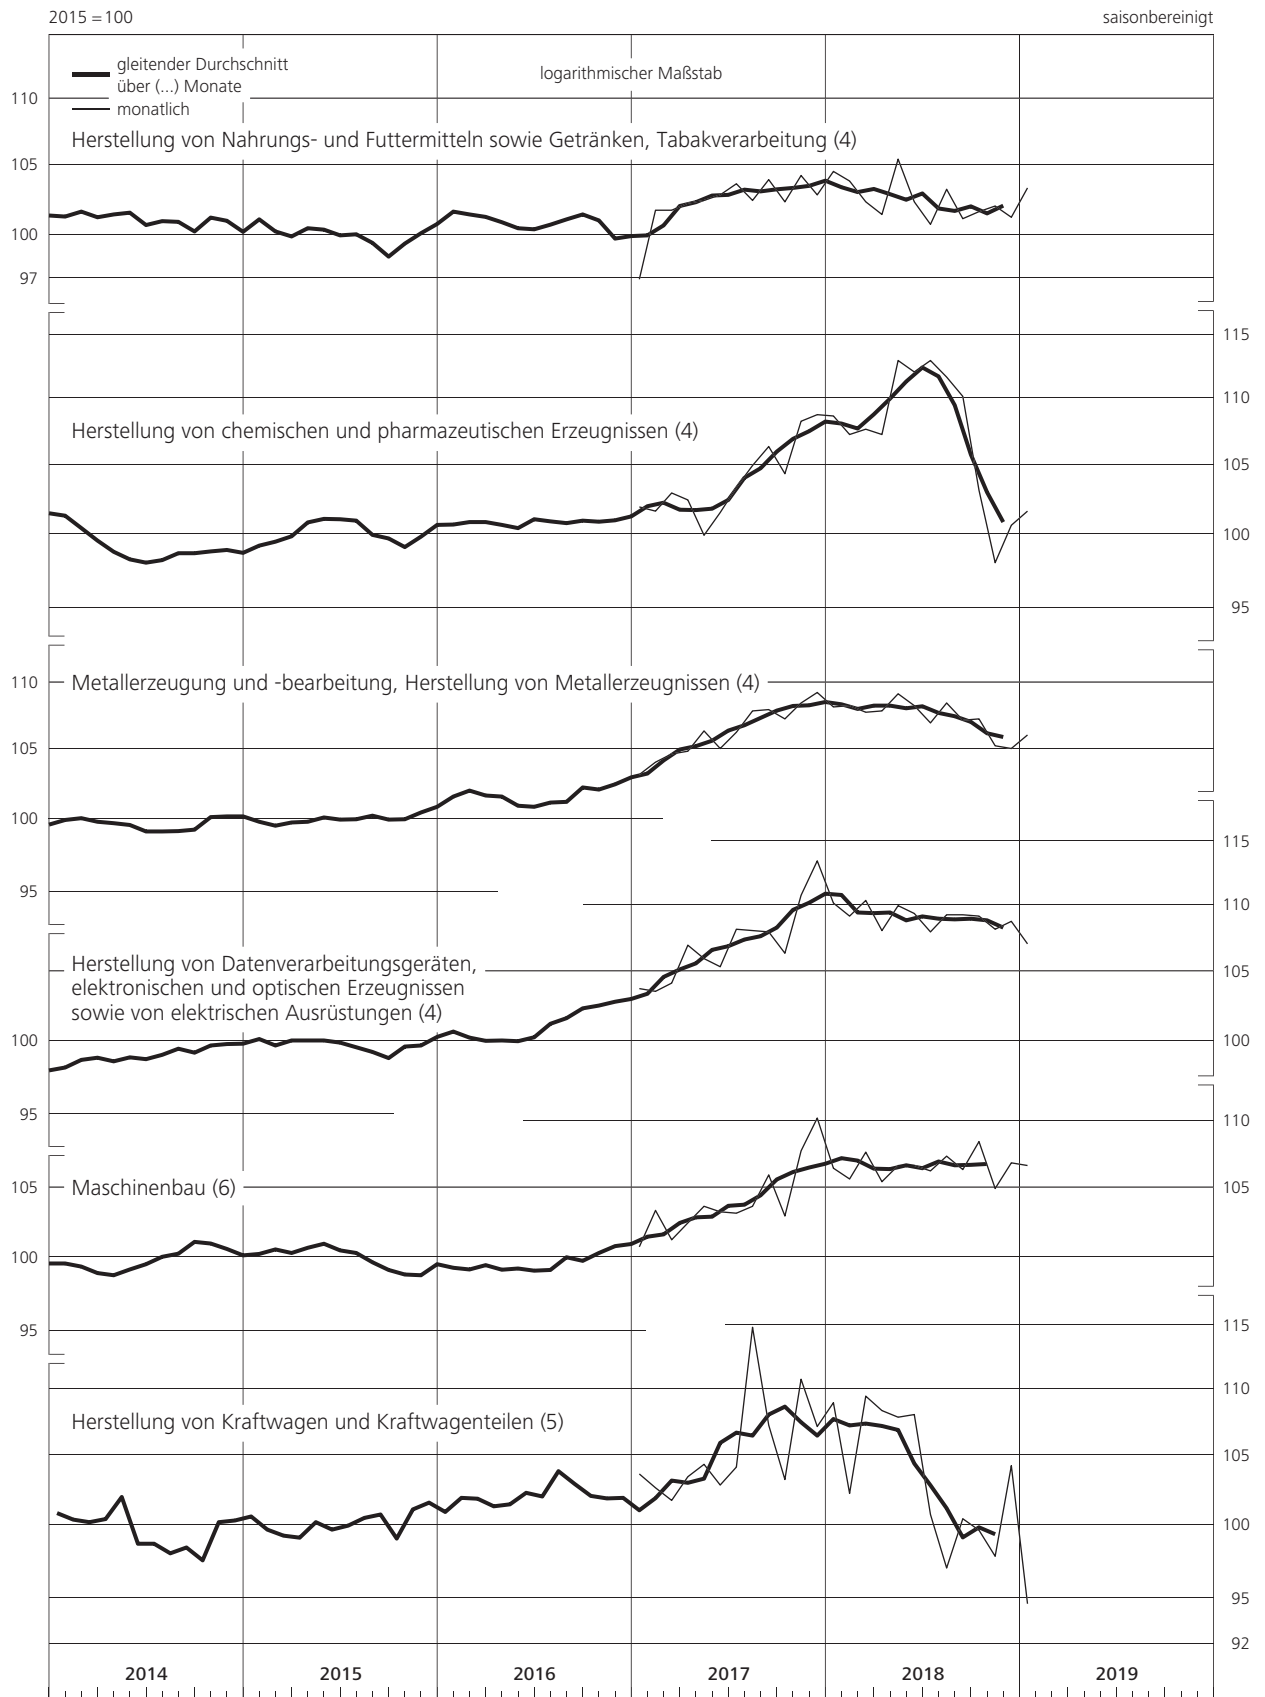 2015 = 100
saisonbereinigt
gleitender Durchschnitt
über (...) Monate
monatlich
logarithmischer Maßstab
110
Herstellung von Nahrungs- und Futtermitteln sowie Getränken, Tabakverarbeitung (4)
105
100
97
115
110
Herstellung von chemischen und pharmazeutischen Erzeugnissen (4)
105
100
95
110
Metallerzeugung und -bearbeitung, Herstellung von Metallerzeugnissen (4)
105
100
115
95
110
Herstellung von Datenverarbeitungsgeräten,
elektronischen und optischen Erzeugnissen
sowie von elektrischen Ausrüstungen (4)
105
100
100
95
110
105
Maschinenbau (6)
105
100
95
115
110
Herstellung von Kraftwagen und Kraftwagenteilen (5)
105
100
95
92
2014 2015 2016 2017 2018 2019